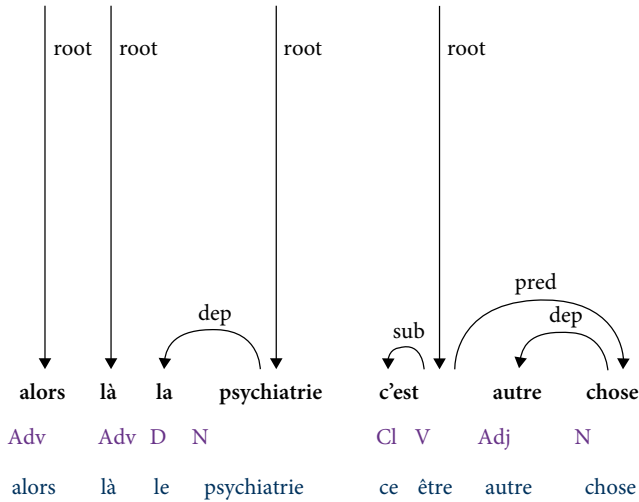 root root root root
pred
dep dep
sub
alors là la psychiatrie c'est autre chose
Adv Adv D N Cl V Adj N
alors là le psychiatrie ce être autre chose